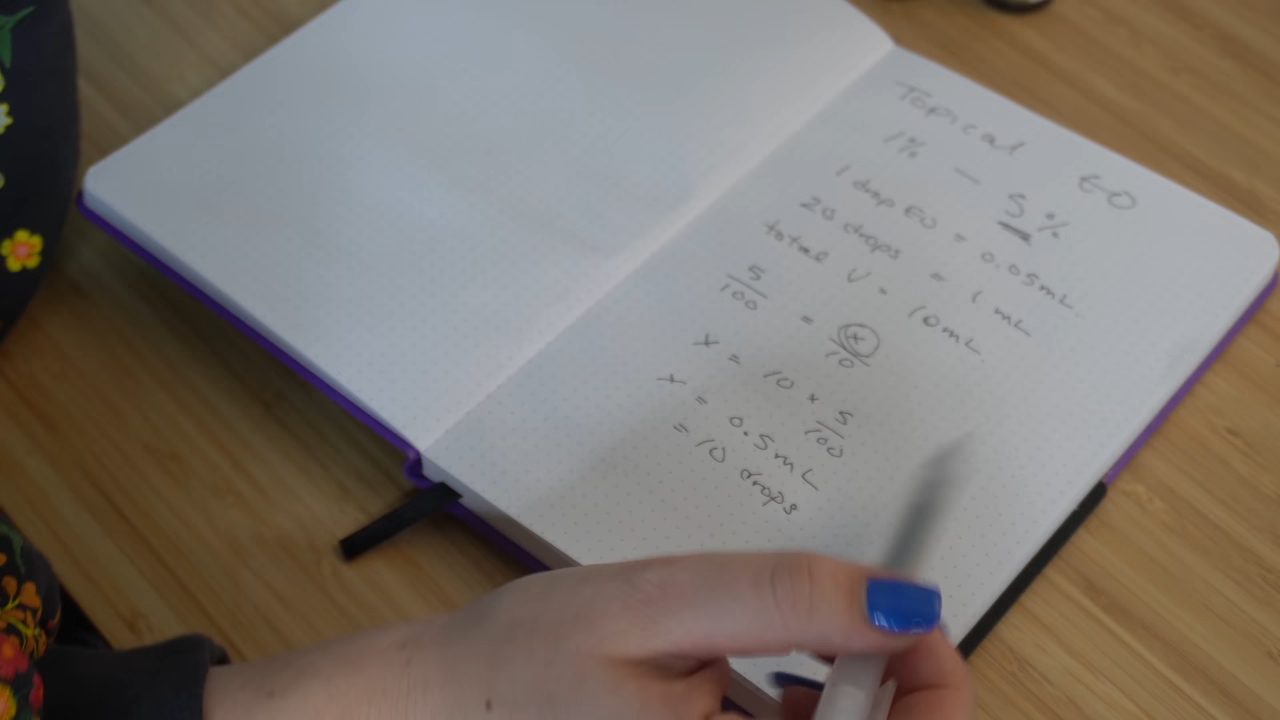 Topical EO
1% — 5%
1 drop EO = 0.05mL
20 drops = 1 mL
total V = 10mL
5/100 = x/10
x = 10 × 5/100
x = 0.5mL
= 10 drops